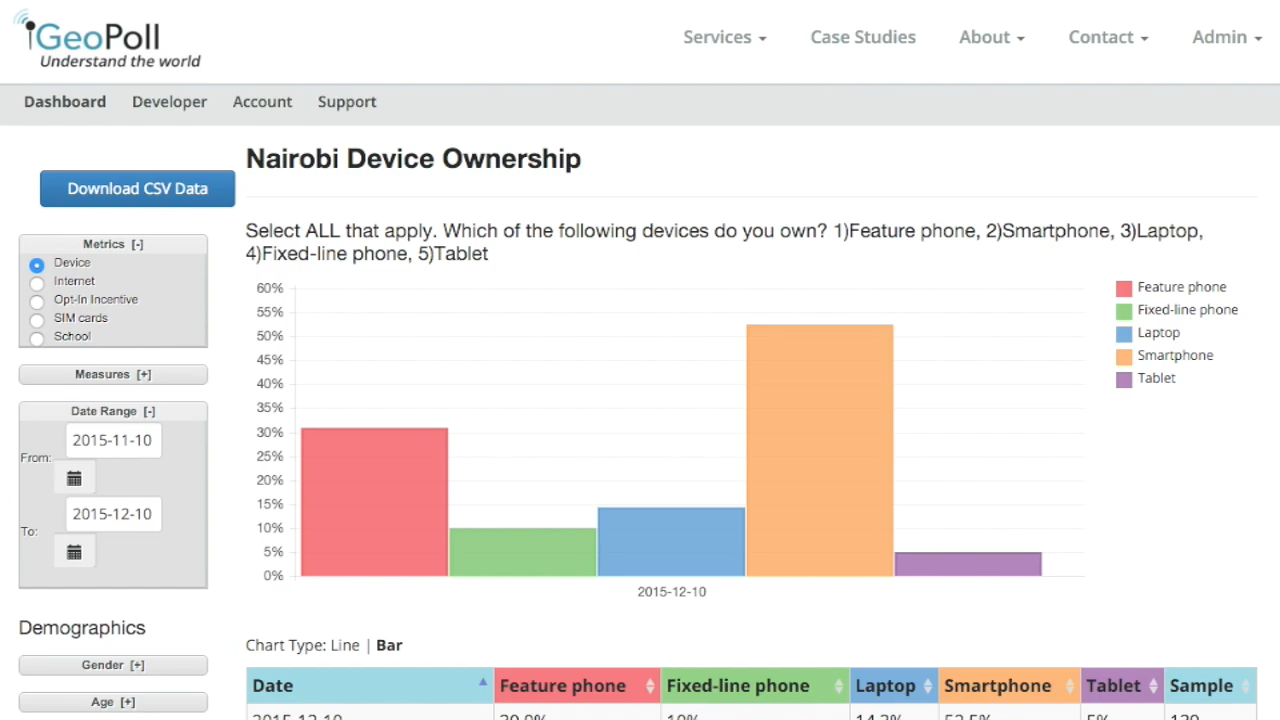 GeoPoll
Understand the world
Services
Case Studies
About
Contact
Admin
Dashboard
Developer
Account
Support
Download CSV Data
Metrics [-]
Device
Internet
Opt-In Incentive
SIM cards
School
Measures [+]
Date Range [-]
From:
2015-11-10
To:
2015-12-10
Demographics
Gender [+]
Age [+]
Nairobi Device Ownership
Select ALL that apply. Which of the following devices do you own? 1)Feature phone, 2)Smartphone, 3)Laptop,
4)Fixed-line phone, 5)Tablet
60%
55%
50%
45%
40%
35%
30%
25%
20%
15%
10%
5%
0%
2015-12-10
Feature phone
Fixed-line phone
Laptop
Smartphone
Tablet
Chart Type: Line | Bar
Date Feature phone Fixed-line phone Laptop Smartphone Tablet Sample
2015-12-10 10% 5%